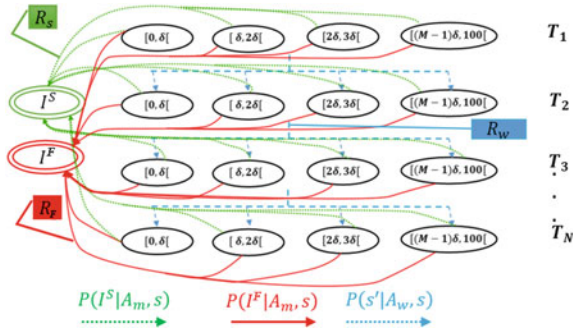 R_s
[0,δ[ [δ,2δ[ [2δ,3δ[ [(M−1)δ,100[ T_1
I^S
[0,δ[ [δ,2δ[ [2δ,3δ[ [(M−1)δ,100[ T_2
R_w
I^F
[0,δ[ [δ,2δ[ [2δ,3δ[ [(M−1)δ,100[ T_3
R_F
[0,δ[ [δ,2δ[ [2δ,3δ[ [(M−1)δ,100[ T_N
P(I^S|A_m,s) P(I^F|A_m,s) P(s'|A_w,s)